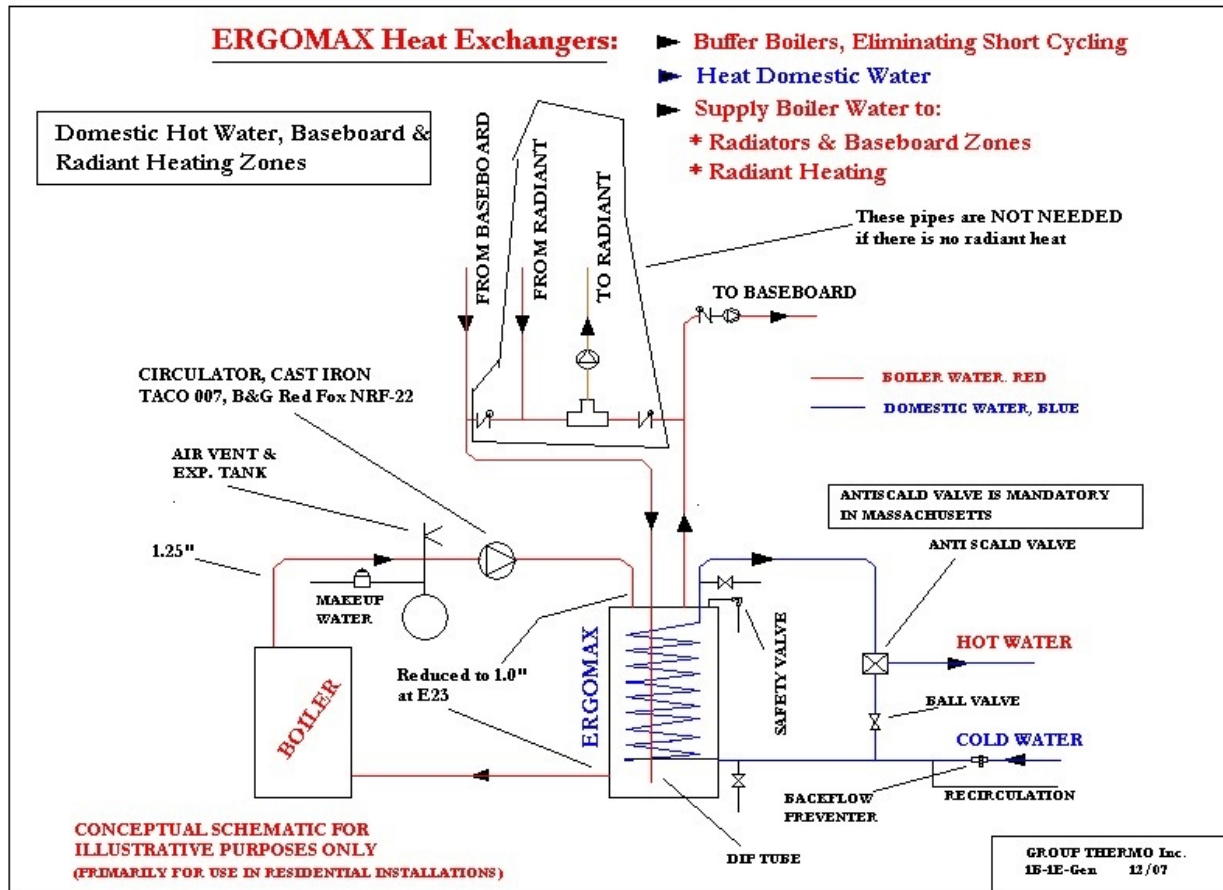 ERGOMAX Heat Exchangers:
Buffer Boilers, Eliminating Short Cycling
Heat Domestic Water
Supply Boiler Water to:
* Radiators & Baseboard Zones
* Radiant Heating
Domestic Hot Water, Baseboard &
Radiant Heating Zones
FROM BASEBOARD
FROM RADIANT
TO RADIANT
These pipes are NOT NEEDED
if there is no radiant heat
TO BASEBOARD
CIRCULATOR, CAST IRON
TACO 007, B&G Red Fox NRF-22
BOILER WATER. RED
DOMESTIC WATER, BLUE
AIR VENT &
EXP. TANK
ANTISCALD VALVE IS MANDATORY
IN MASSACHUSETTS
ANTI SCALD VALVE
1.25"
MAKEUP
WATER
SAFETY VALVE
HOT WATER
Reduced to 1.0"
at E23
ERGOMAX
BOILER
BALL VALVE
COLD WATER
BACKFLOW
PREVENTER
RECIRCULATION
DIP TUBE
CONCEPTUAL SCHEMATIC FOR
ILLUSTRATIVE PURPOSES ONLY
(PRIMARILY FOR USE IN RESIDENTIAL INSTALLATIONS)
GROUP THERMO Inc.
1B-1E-Gen 12/07